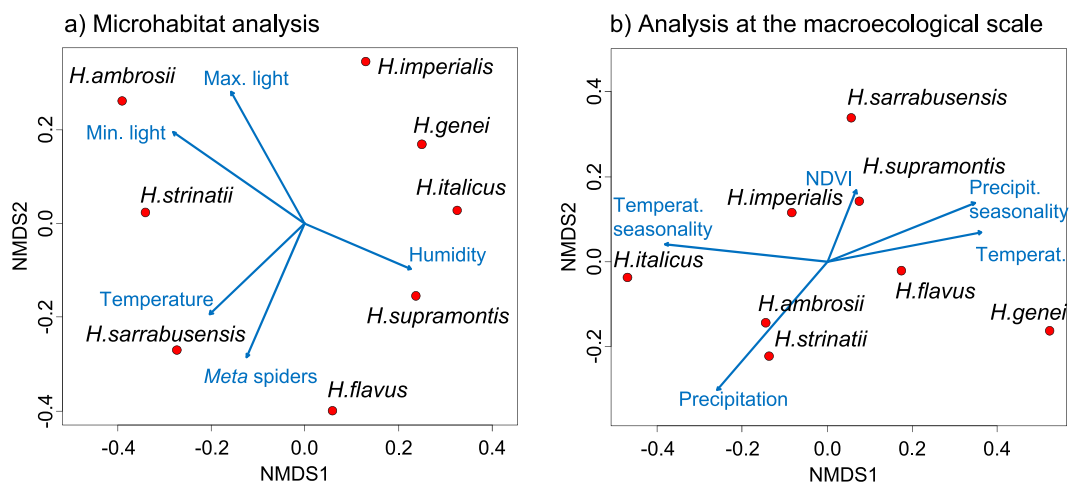 a) Microhabitat analysis
H.ambrosii
Max. light
H.imperialis
Min. light
H.genei
H.strinatii
H.italicus
Humidity
Temperature
H.supramontis
H.sarrabusensis
Meta spiders
H.flavus
NMDS2
0.2
0.0
-0.2
-0.4
-0.4
-0.2
0.0
0.2
0.4
NMDS1
b) Analysis at the macroecological scale
H.sarrabusensis
H.supramontis
NDVI
H.imperialis
Precipit.
seasonality
Temperat.
seasonality
Temperat.
H.italicus
H.flavus
H.ambrosii
H.genei
H.strinatii
Precipitation
NMDS2
0.4
0.2
0.0
-0.2
-0.4
-0.2
0.0
0.2
0.4
NMDS1